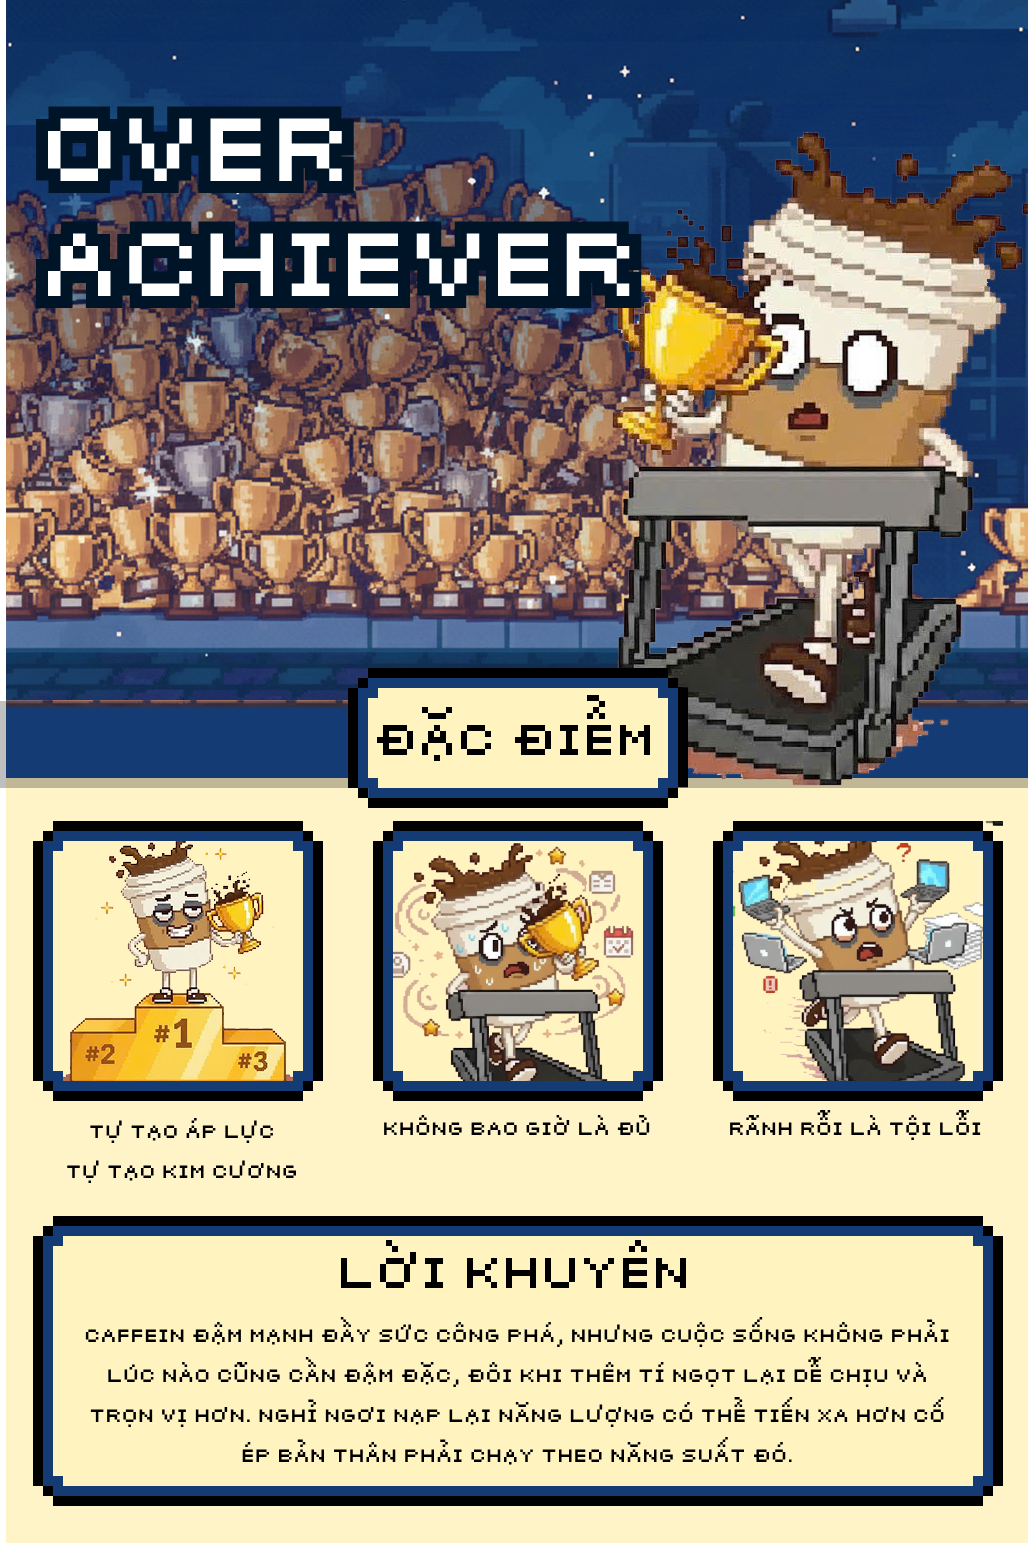 OVER
ACHIEVER
ĐẶC ĐIỂM
#1
#2
#3
?
!
TỰ TẠO ÁP LỰC
TỰ TẠO KIM CƯƠNG
KHÔNG BAO GIỜ LÀ ĐỦ
RÃNH RỖI LÀ TỘI LỖI
LỜI KHUYÊN
CAFFEIN ĐẬM MẠNH ĐẦY SỨC CÔNG PHÁ, NHƯNG CUỘC SỐNG KHÔNG PHẢI
LÚC NÀO CŨNG CẦN ĐẬM ĐẶC, ĐÔI KHI THÊM TÍ NGỌT LẠI DỄ CHỊU VÀ
TRỌN VỊ HƠN. NGHỈ NGƠI NẠP LẠI NĂNG LƯỢNG CÓ THỂ TIẾN XA HƠN CỐ
ÉP BẢN THÂN PHẢI CHẠY THEO NĂNG SUẤT ĐÓ.